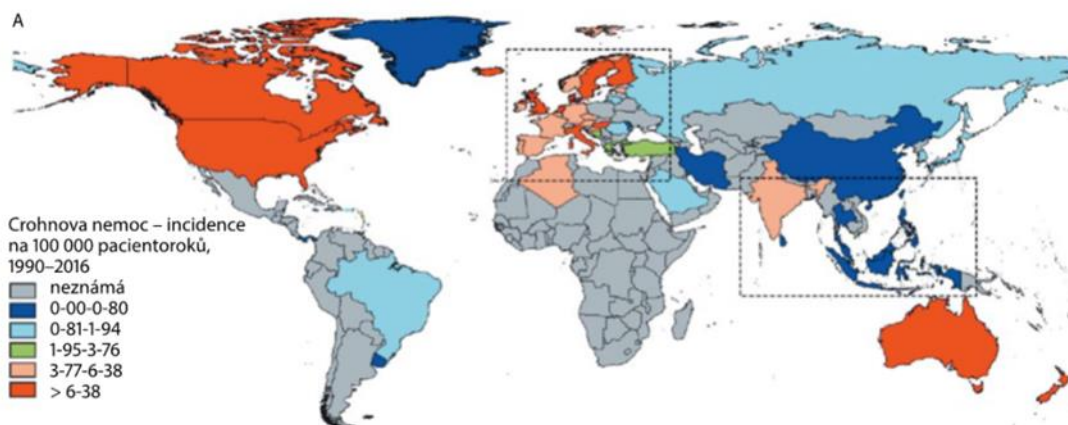 A
Crohnova nemoc – incidence
na 100 000 pacientoroků,
1990–2016
neznámá
0-00-0-80
0-81-1-94
1-95-3-76
3-77-6-38
> 6-38